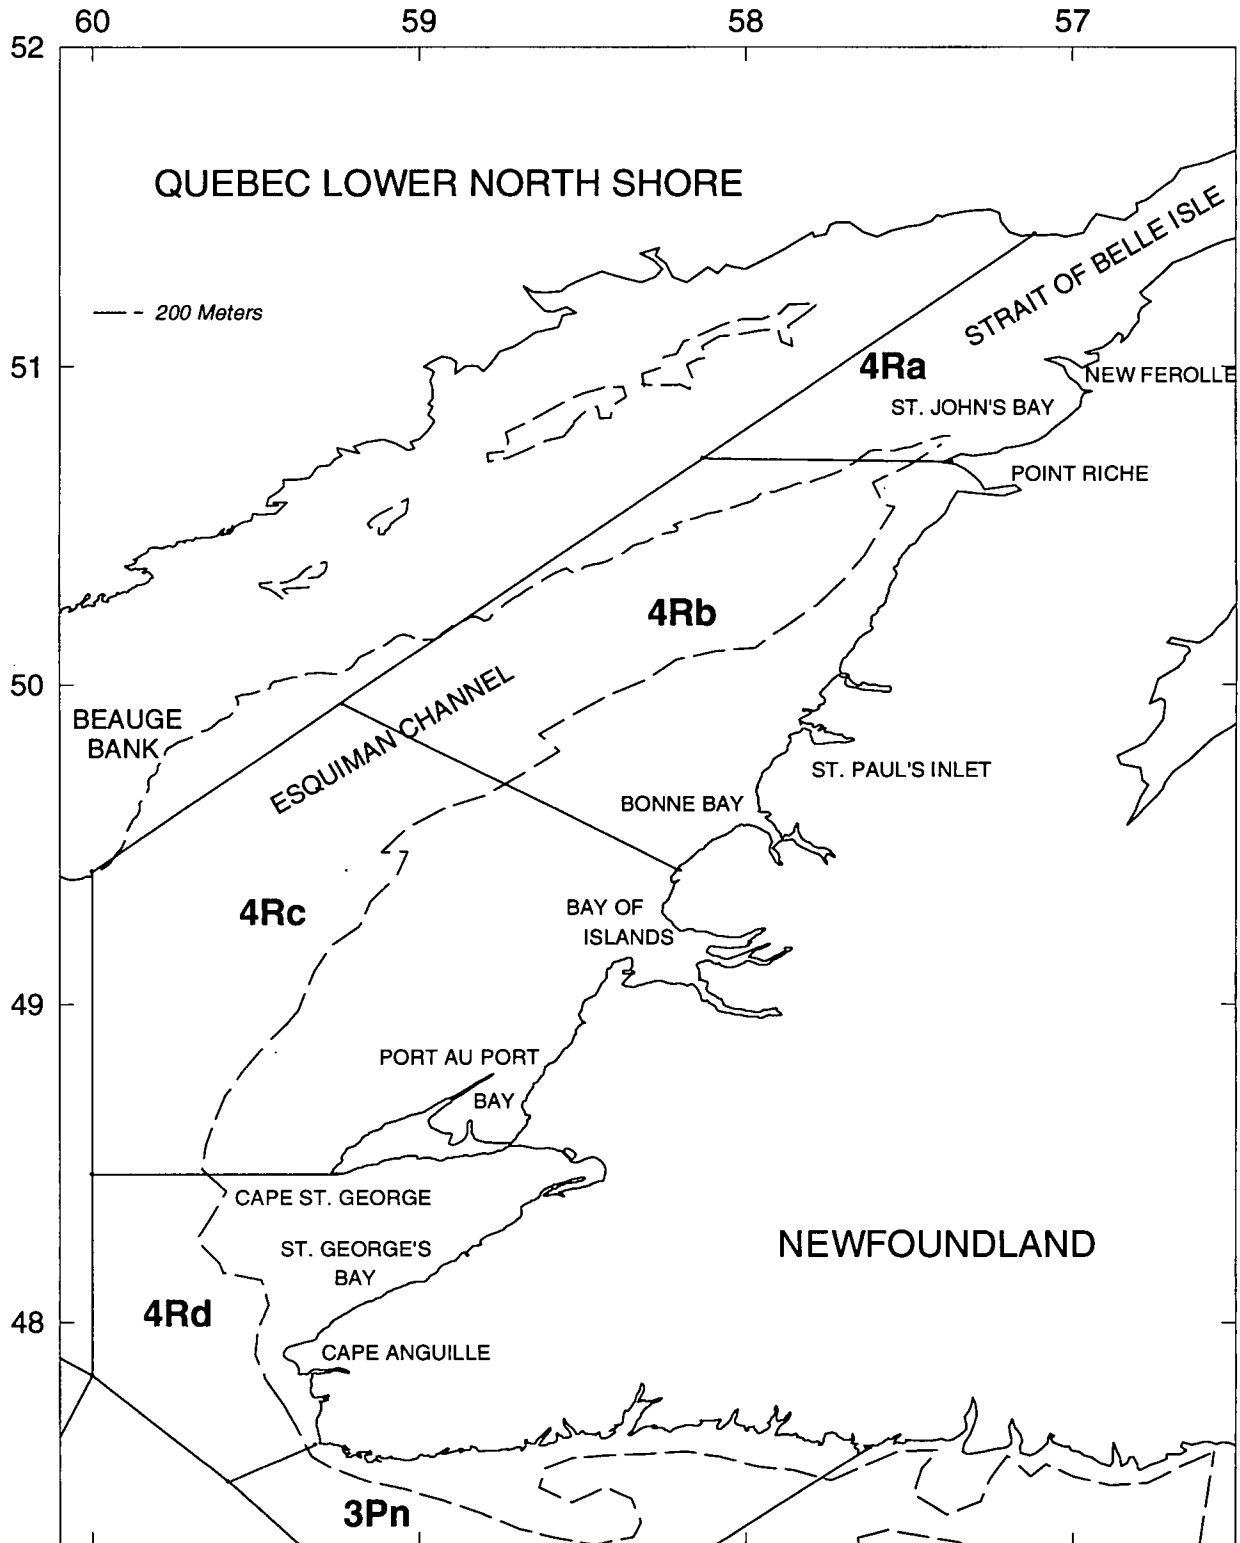 60 59 58 57
52
QUEBEC LOWER NORTH SHORE
STRAIT OF BELLE ISLE
200 Meters
51
4Ra
NEW FEROLLE
ST. JOHN'S BAY
POINT RICHE
4Rb
50
BEAUGE
BANK
ESQUIMAN CHANNEL
ST. PAUL'S INLET
BONNE BAY
4Rc
BAY OF
ISLANDS
49
PORT AU PORT
BAY
CAPE ST. GEORGE
ST. GEORGE'S
BAY
NEWFOUNDLAND
4Rd
48
CAPE ANGUILLE
3Pn